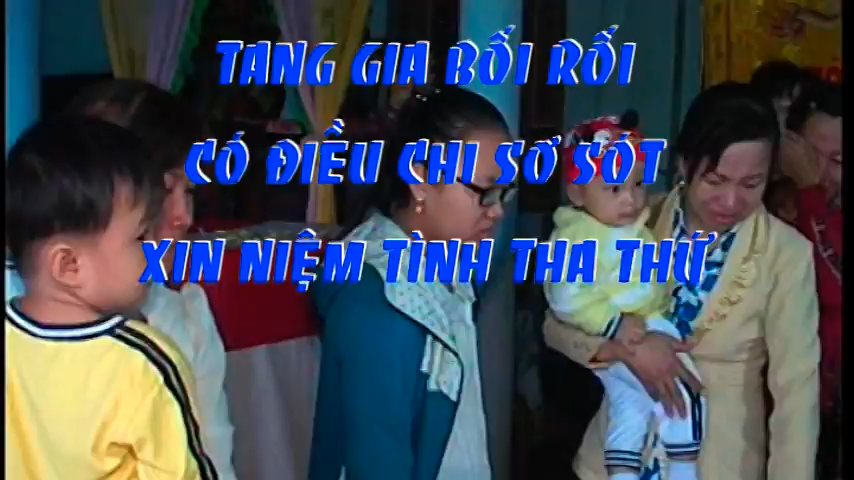 TANG GIA BỐI RỐI
CÓ ĐIỀU CHI SƠ SÓT
XIN NIỆM TÌNH THA THỨ